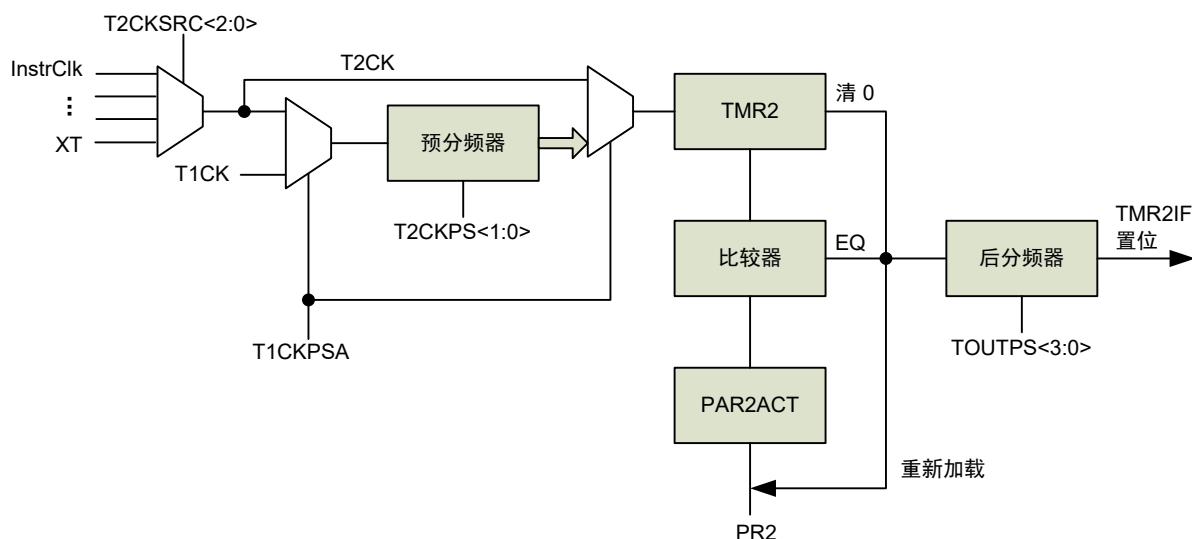 T2CKSRC<2:0>
InstrClk
⋮
XT
T2CK
T1CK
预分频器
T2CKPS<1:0>
T1CKPSA
TMR2
清 0
比较器
EQ
PAR2ACT
重新加载
PR2
后分频器
TOUTPS<3:0>
TMR2IF
置位